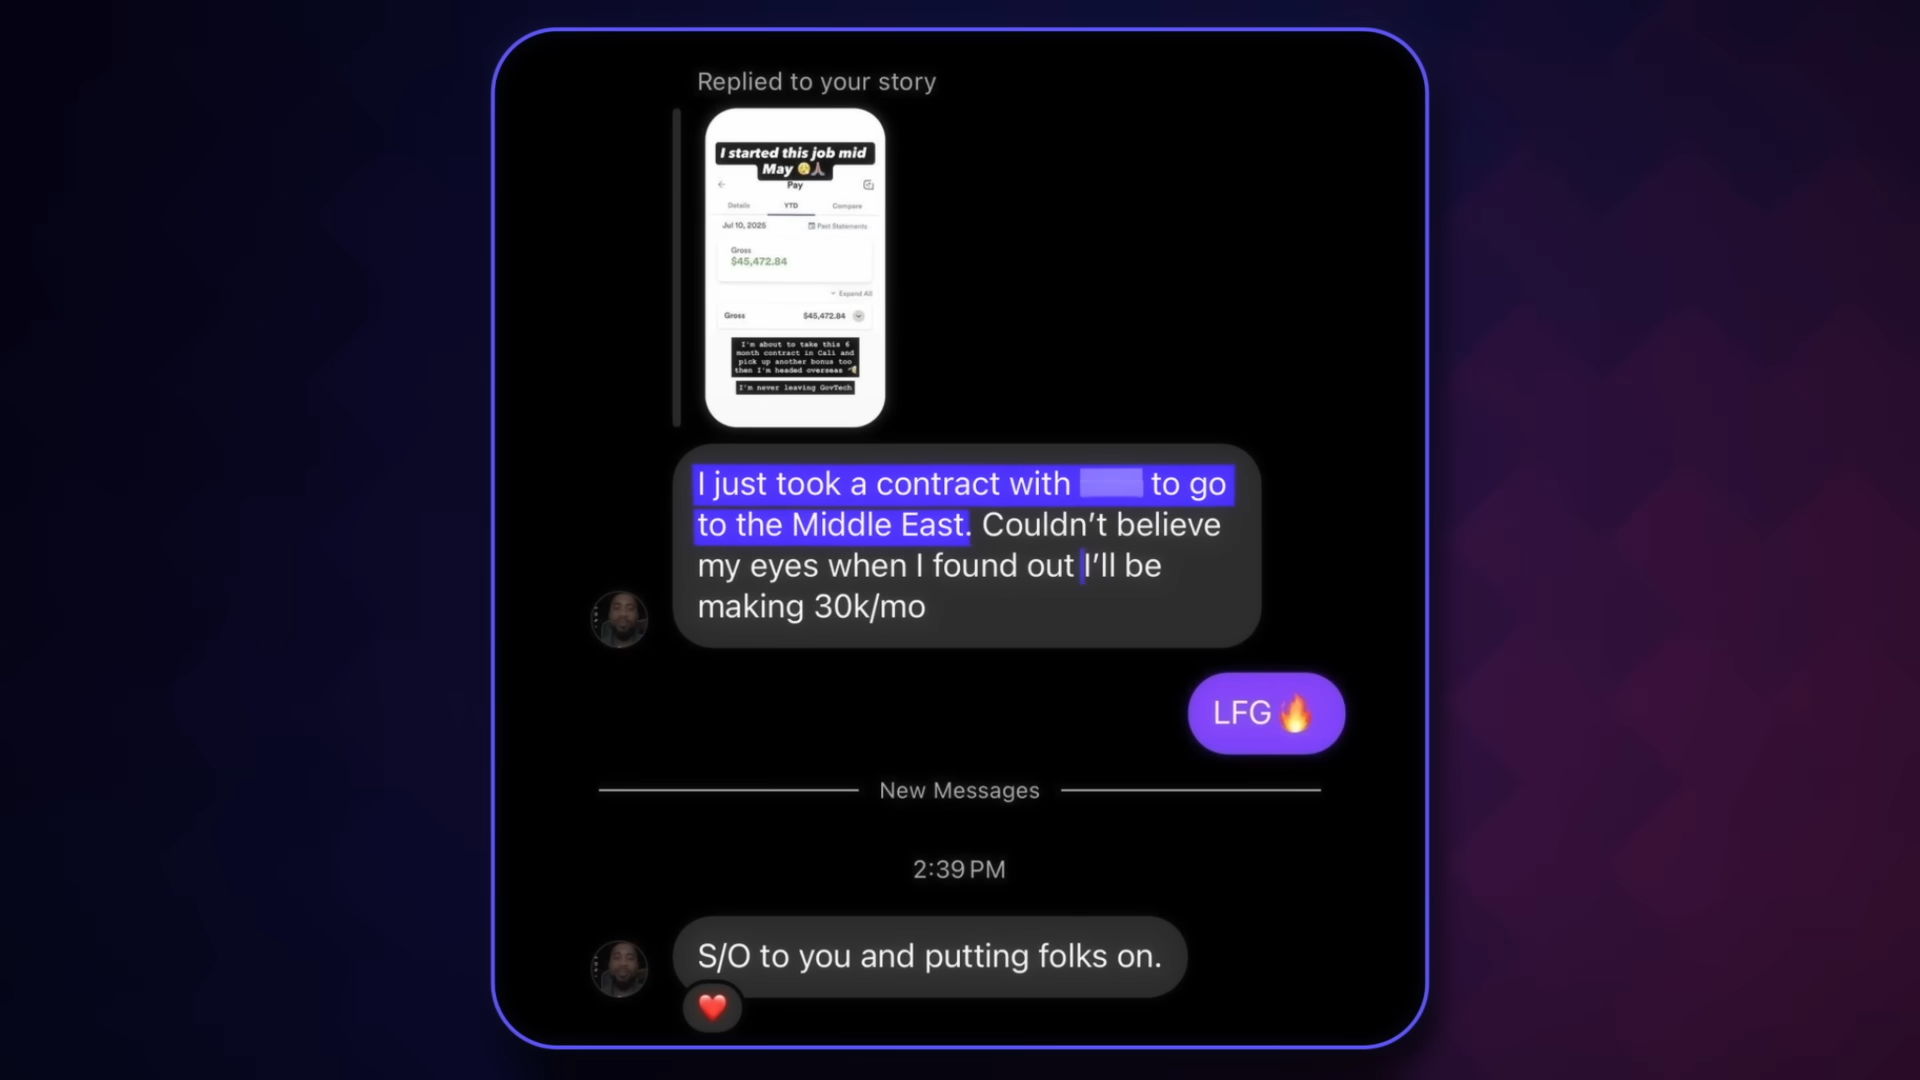 Replied to your story
I started this job mid
May 😮‍💨🙏🏾
Pay
Details YTD Compare
Jul 10, 2025 Past Statements
Gross
$45,472.84
Expand All
Gross $45,472.84
I'm about to take this 6
month contract in Cali and
pick up another bonus too
then I'm headed overseas
I'm never leaving GovTech
I just took a contract with to go
to the Middle East. Couldn’t believe
my eyes when I found out I’ll be
making 30k/mo
LFG🔥
New Messages
2:39 PM
S/O to you and putting folks on.
❤️